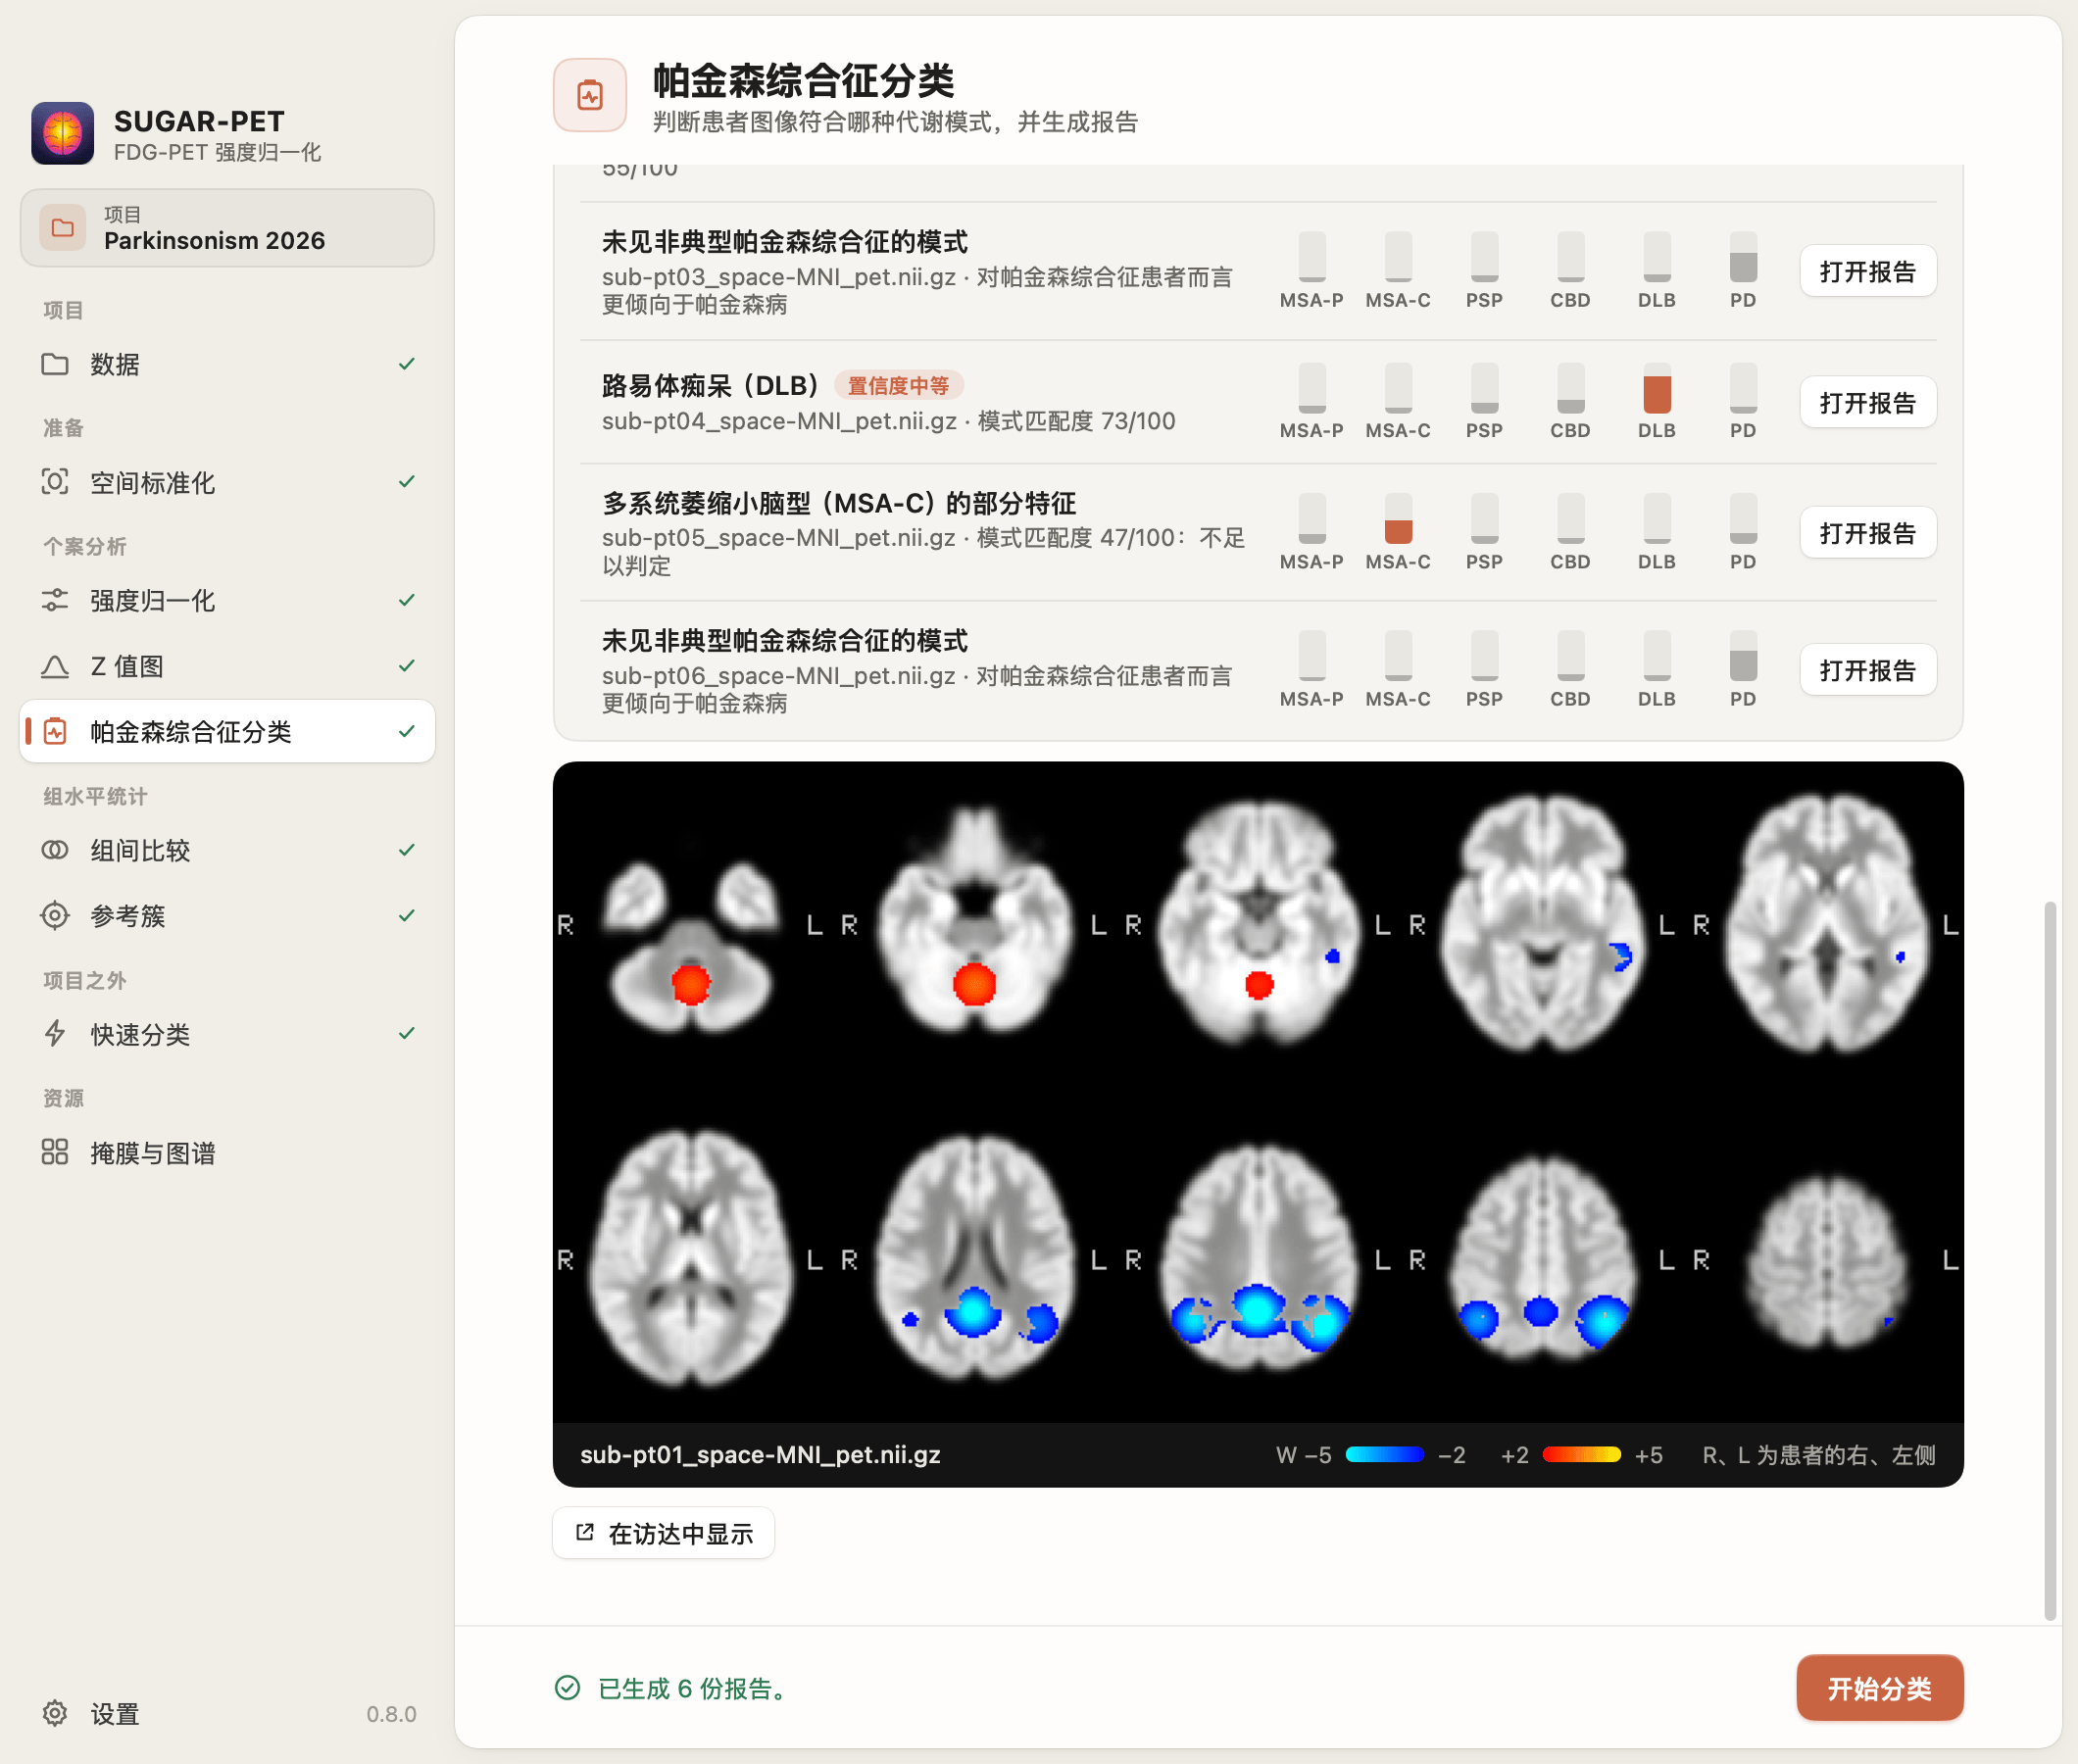 SUGAR-PET
FDG-PET 强度归一化
项目
Parkinsonism 2026
项目
数据
准备
空间标准化
个案分析
强度归一化
Z 值图
帕金森综合征分类
组水平统计
组间比较
参考簇
项目之外
快速分类
资源
掩膜与图谱
设置
0.8.0
帕金森综合征分类
判断患者图像符合哪种代谢模式，并生成报告
55/100
未见非典型帕金森综合征的模式
sub-pt03_space-MNI_pet.nii.gz · 对帕金森综合征患者而言
更倾向于帕金森病
MSA-P MSA-C PSP CBD DLB PD
打开报告
路易体痴呆（DLB） 置信度中等
sub-pt04_space-MNI_pet.nii.gz · 模式匹配度 73/100
MSA-P MSA-C PSP CBD DLB PD
打开报告
多系统萎缩小脑型（MSA-C）的部分特征
sub-pt05_space-MNI_pet.nii.gz · 模式匹配度 47/100：不足
以判定
MSA-P MSA-C PSP CBD DLB PD
打开报告
未见非典型帕金森综合征的模式
sub-pt06_space-MNI_pet.nii.gz · 对帕金森综合征患者而言
更倾向于帕金森病
MSA-P MSA-C PSP CBD DLB PD
打开报告
R L R L R L R L R L
R L R L R L R L R L
sub-pt01_space-MNI_pet.nii.gz
W −5 −2 +2 +5 R、L 为患者的右、左侧
在访达中显示
已生成 6 份报告。
开始分类